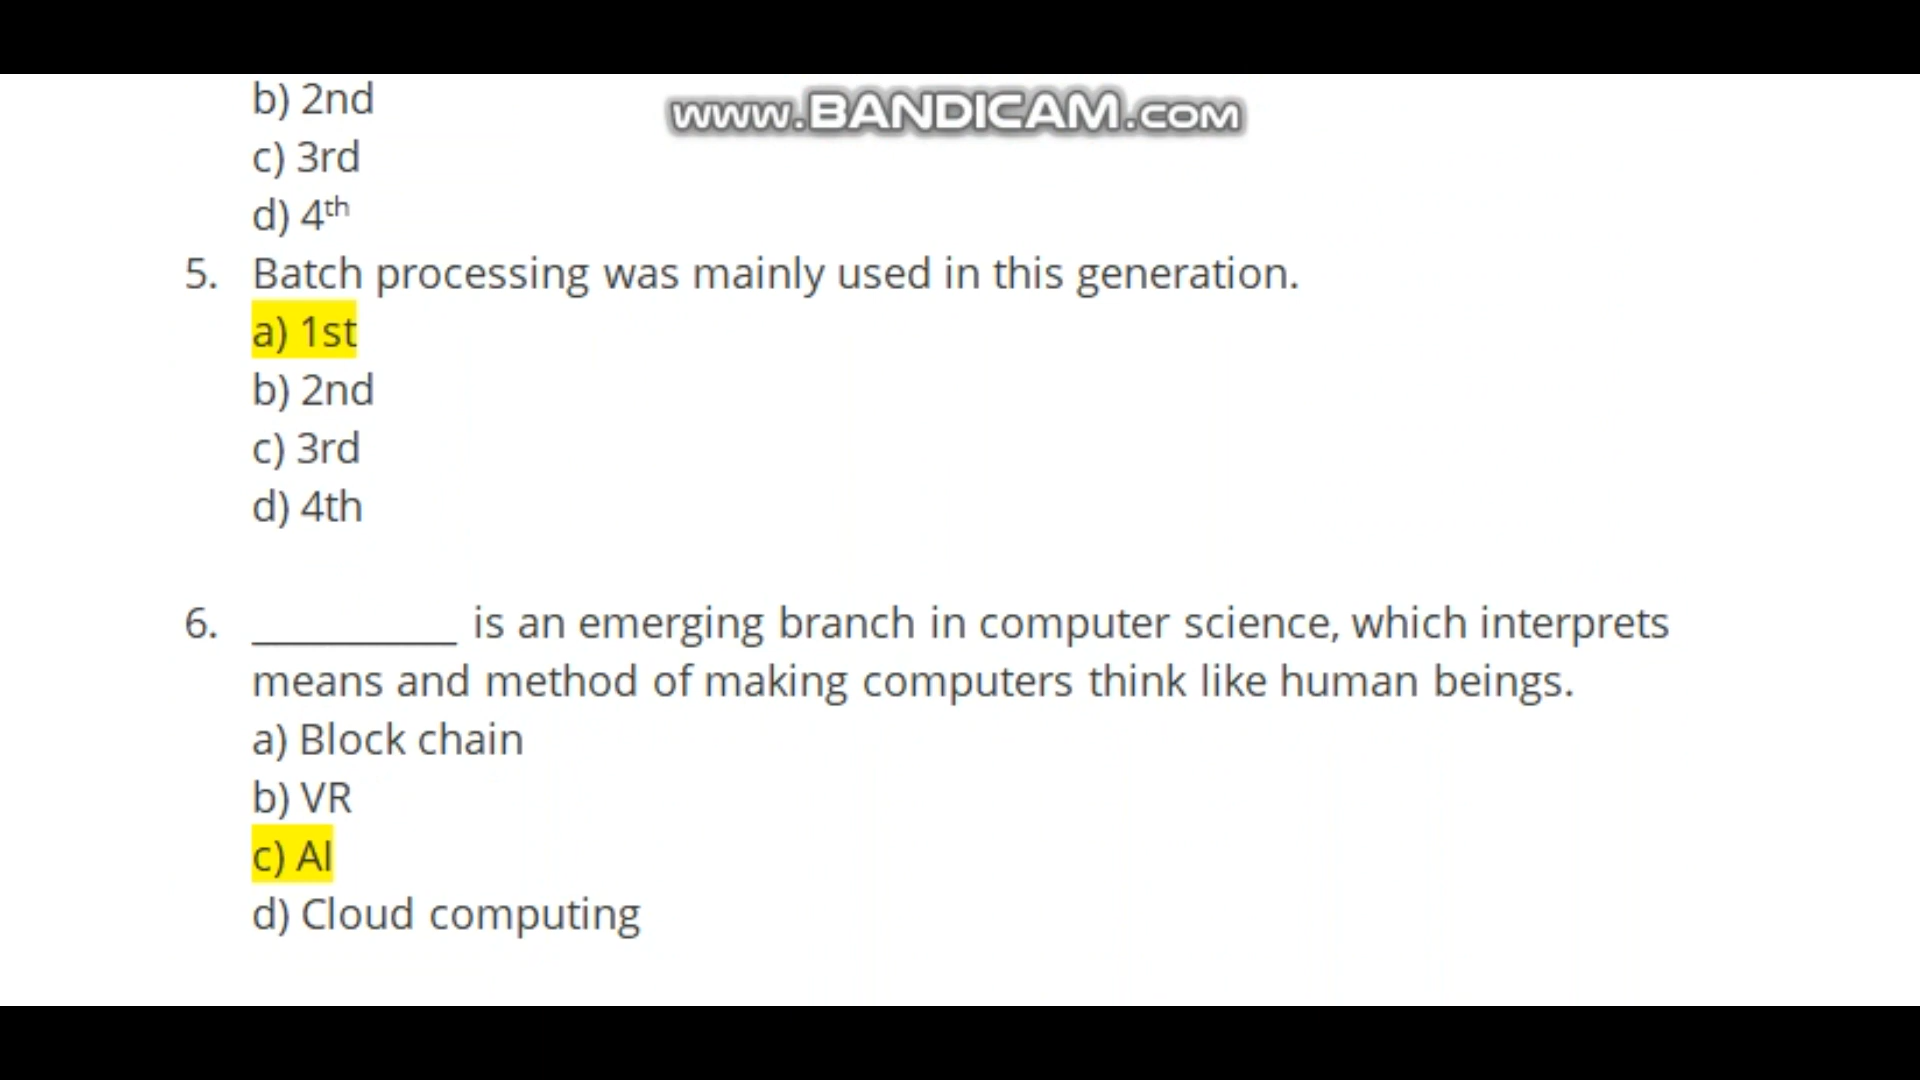 www.BANDICAM.com
b) 2nd
c) 3rd
d) 4th
5. Batch processing was mainly used in this generation.
a) 1st
b) 2nd
c) 3rd
d) 4th
6. __________ is an emerging branch in computer science, which interprets
means and method of making computers think like human beings.
a) Block chain
b) VR
c) AI
d) Cloud computing